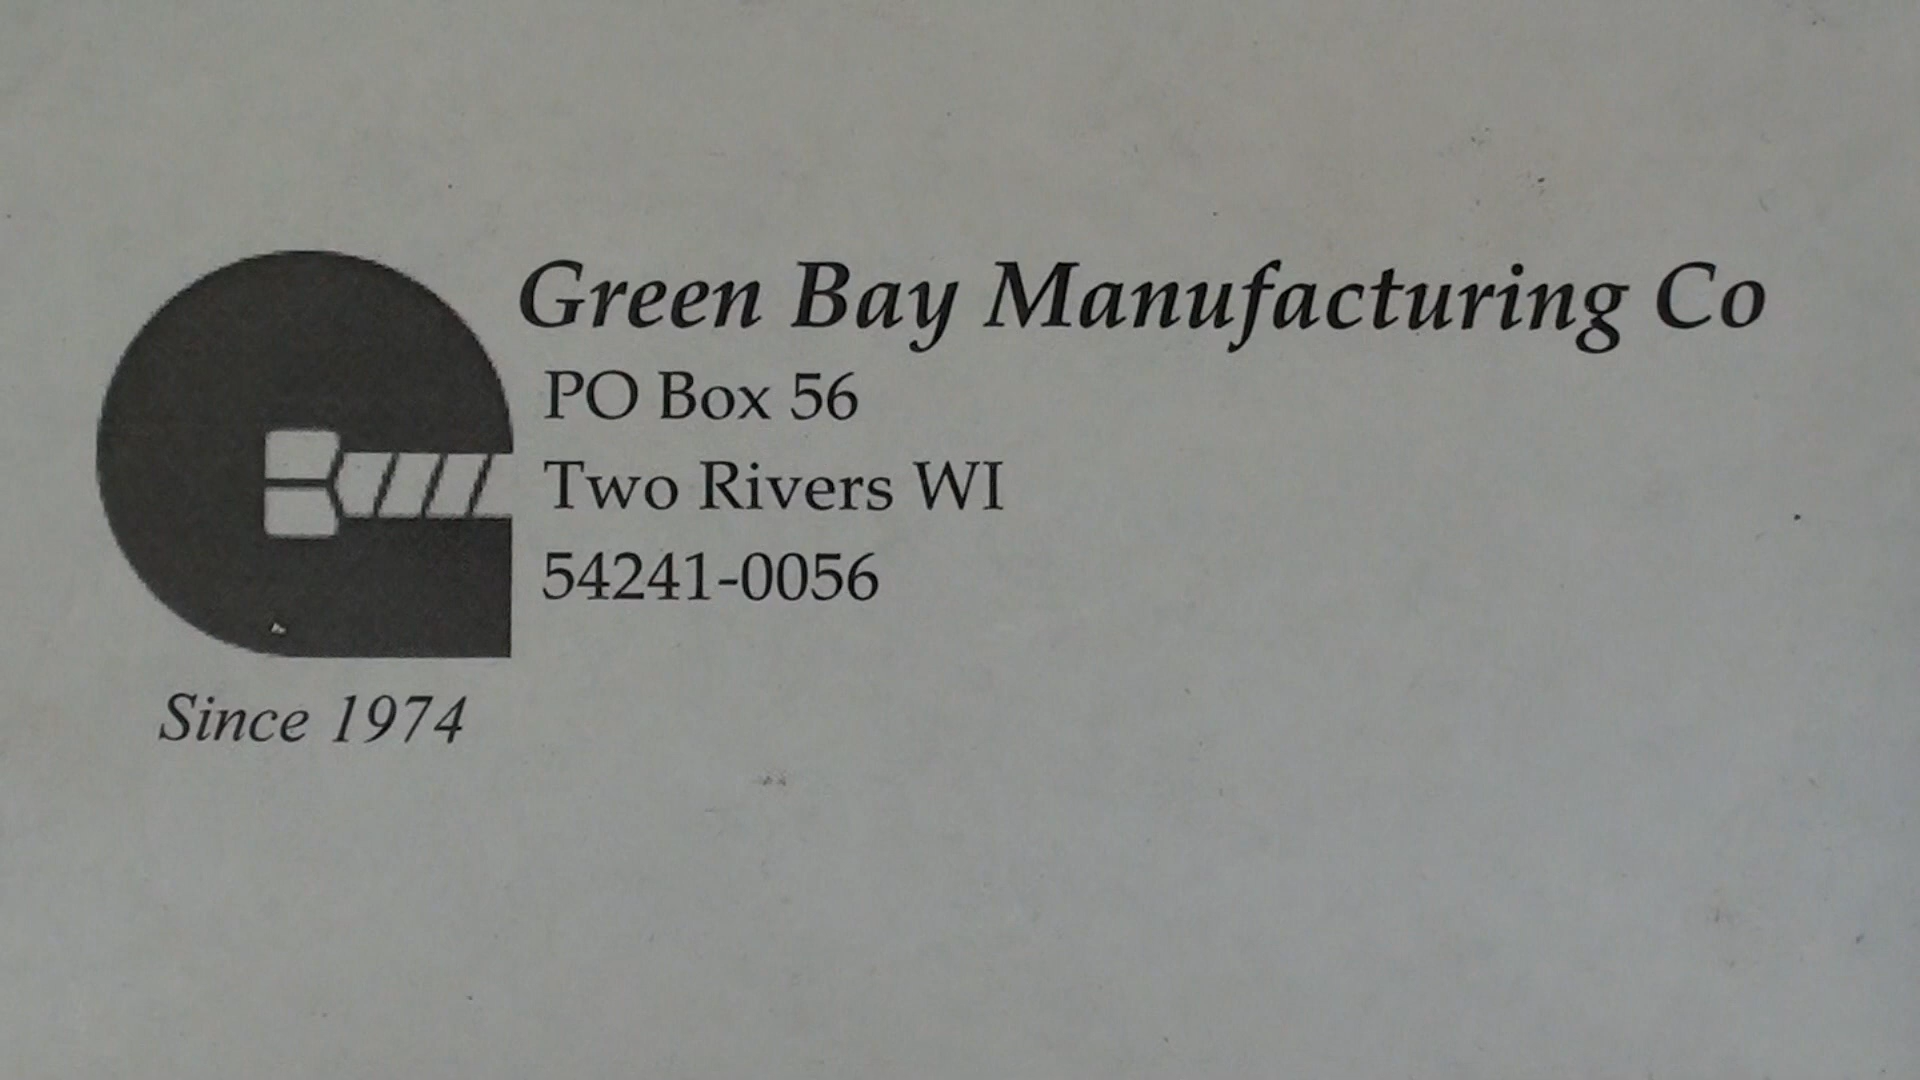 Green Bay Manufacturing Co
PO Box 56
Two Rivers WI
54241-0056
Since 1974